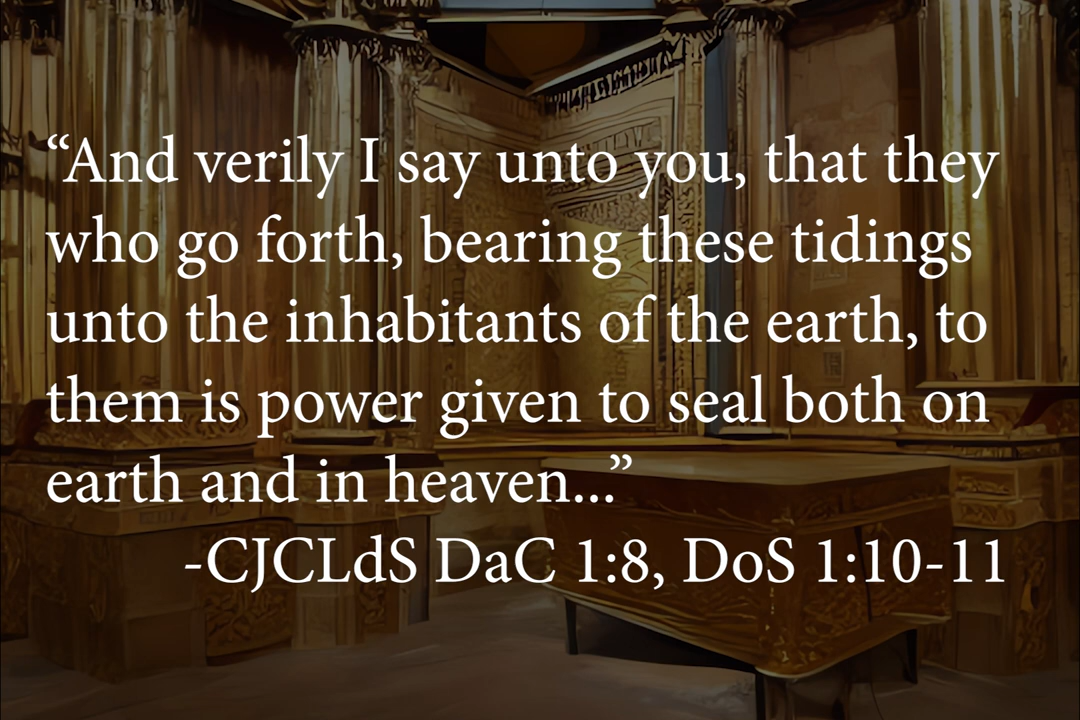 “And verily I say unto you, that they
who go forth, bearing these tidings
unto the inhabitants of the earth, to
them is power given to seal both on
earth and in heaven...”
-CJCLdS DaC 1:8, DoS 1:10-11